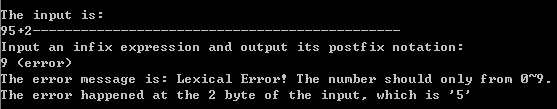 The input is:
95+2--------------------------------------------
Input an infix expression and output its postfix notation:
9 (error)
The error message is: Lexical Error! The number should only from 0~9.
The error happened at the 2 byte of the input, which is '5'